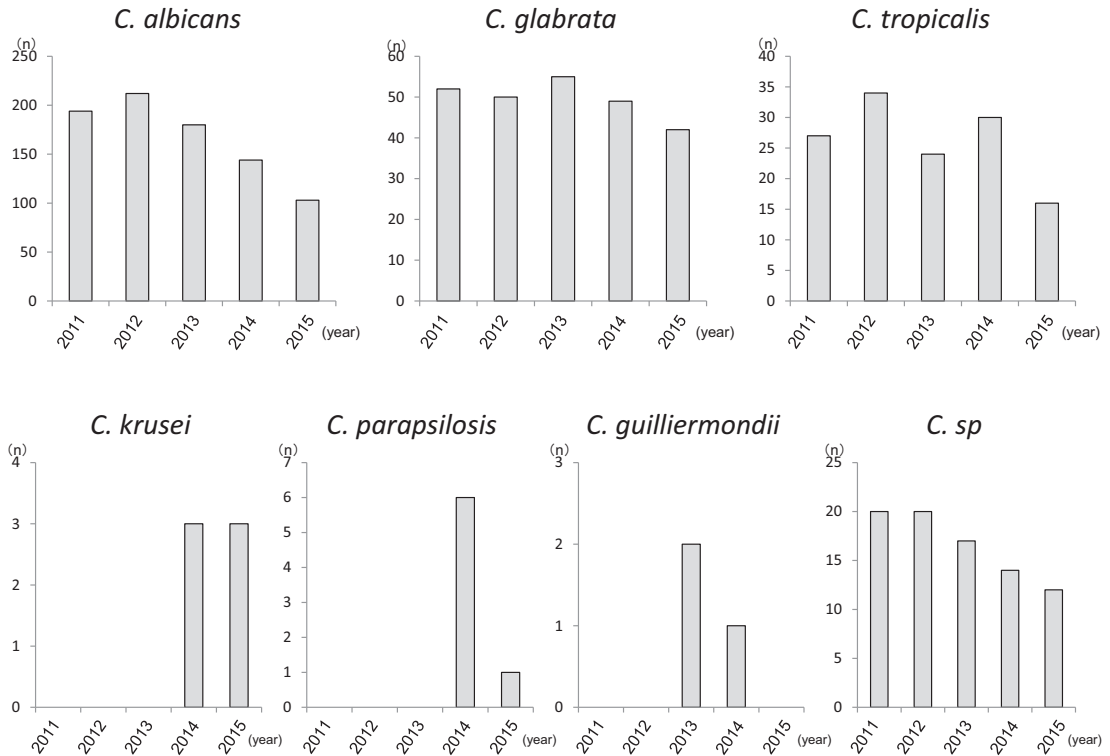 C. albicans
(n)
250
200
150
100
50
0
2011 2012 2013 2014 2015 (year)
C. glabrata
(n)
60
50
40
30
20
10
0
2011 2012 2013 2014 2015 (year)
C. tropicalis
(n)
40
35
30
25
20
15
10
5
0
2011 2012 2013 2014 2015 (year)
C. krusei
(n)
4
3
2
1
0
2011 2012 2013 2014 2015 (year)
C. parapsilosis
(n)
7
6
5
4
3
2
1
0
2011 2012 2013 2014 2015 (year)
C. guilliermondii
(n)
3
2
1
0
2011 2012 2013 2014 2015 (year)
C. sp
(n)
25
20
15
10
5
0
2011 2012 2013 2014 2015 (year)